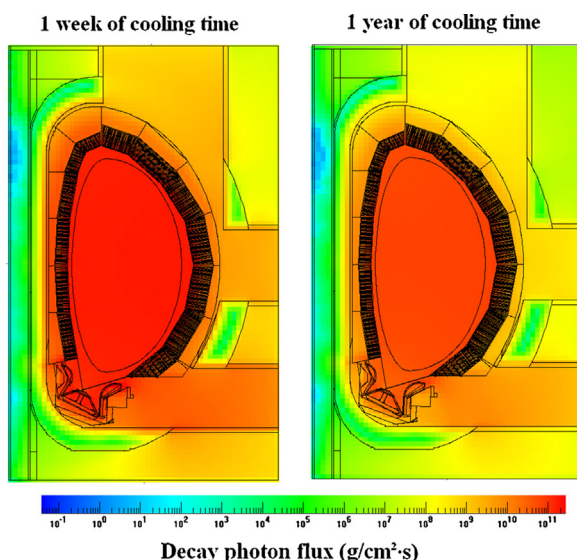 1 week of cooling time
1 year of cooling time
10⁻¹ 10⁰ 10¹ 10² 10³ 10⁴ 10⁵ 10⁶ 10⁷ 10⁸ 10⁹ 10¹⁰ 10¹¹
Decay photon flux (g/cm²·s)